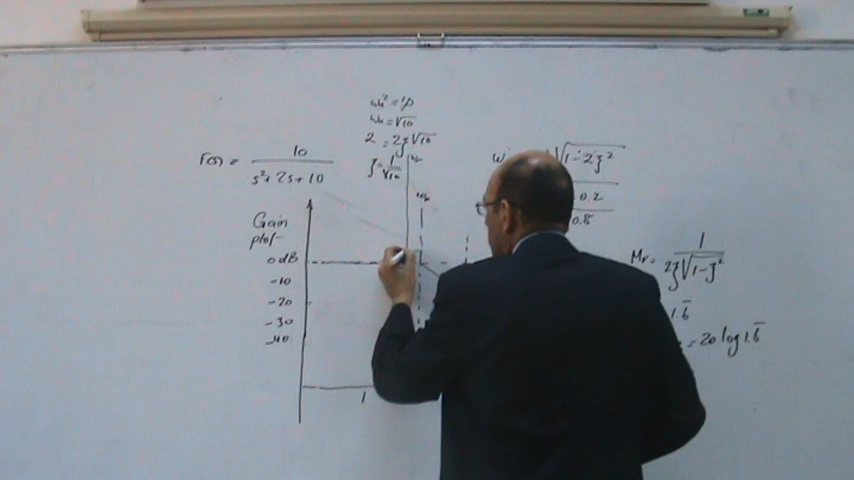 ωn² = 10
ωn = √10
2 = 2ζ√10
ζ = 1/√10
F(s) = 10 / s² + 2s + 10
√1 - 2ζ²
0.2
0.8
Gain
plot
0 dB
-10
-20
-30
-40
1
Mr = 1 / 2ζ√1 - ζ²
1.6̅
= 20 log 1.6̅